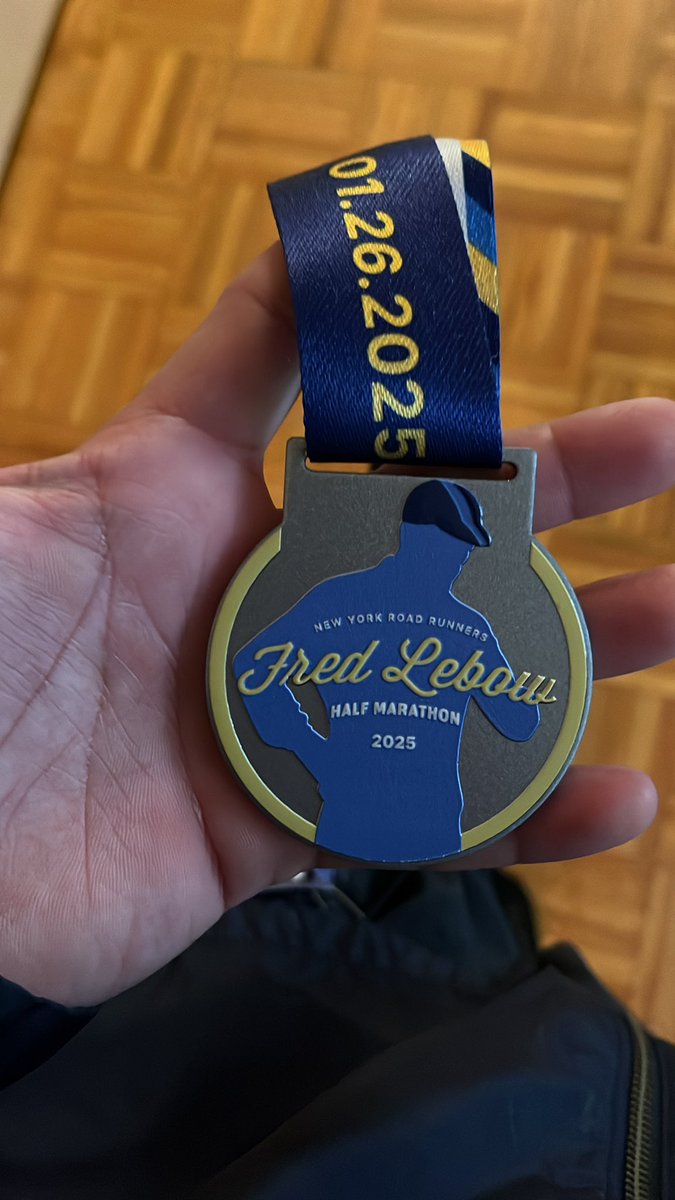 01.26.2025
NEW YORK ROAD RUNNERS
Fred Lebow
HALF MARATHON
2025